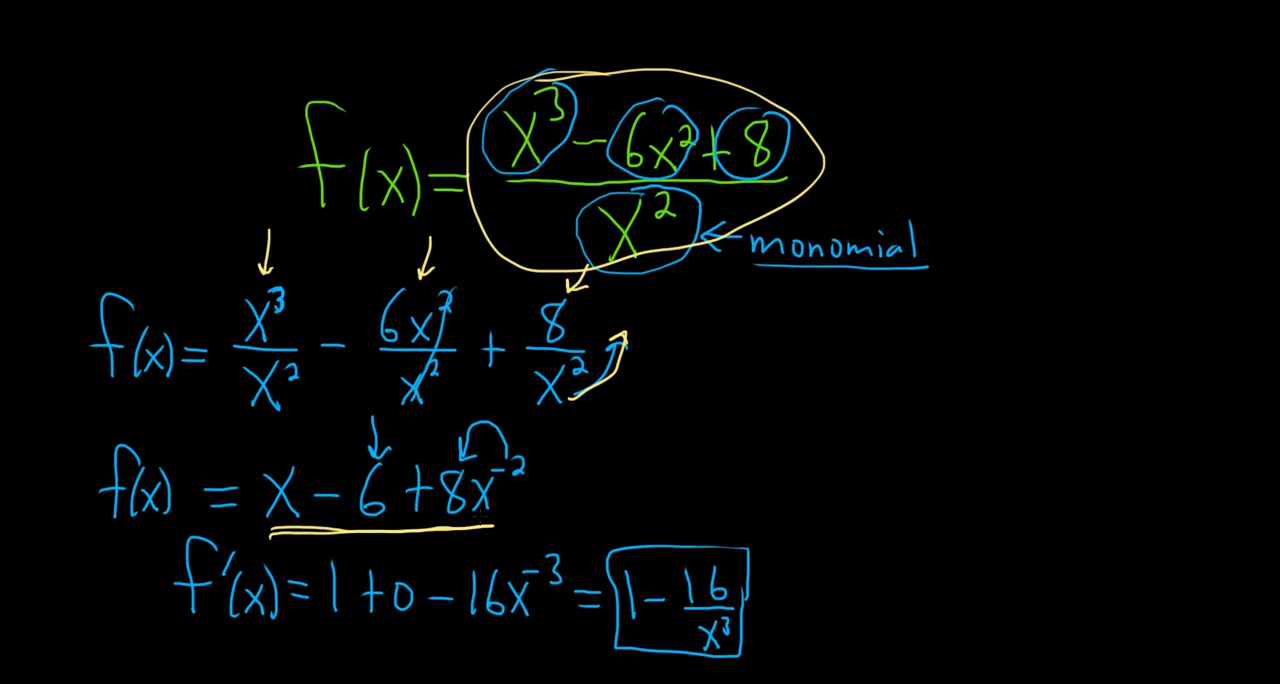 f(x) = (x³ - 6x² + 8) / x² ← monomial
f(x) = x³/x² - 6x²/x² + 8/x²
f(x) = x - 6 + 8x⁻²
f'(x) = 1 + 0 - 16x⁻³ = 1 - 16/x³